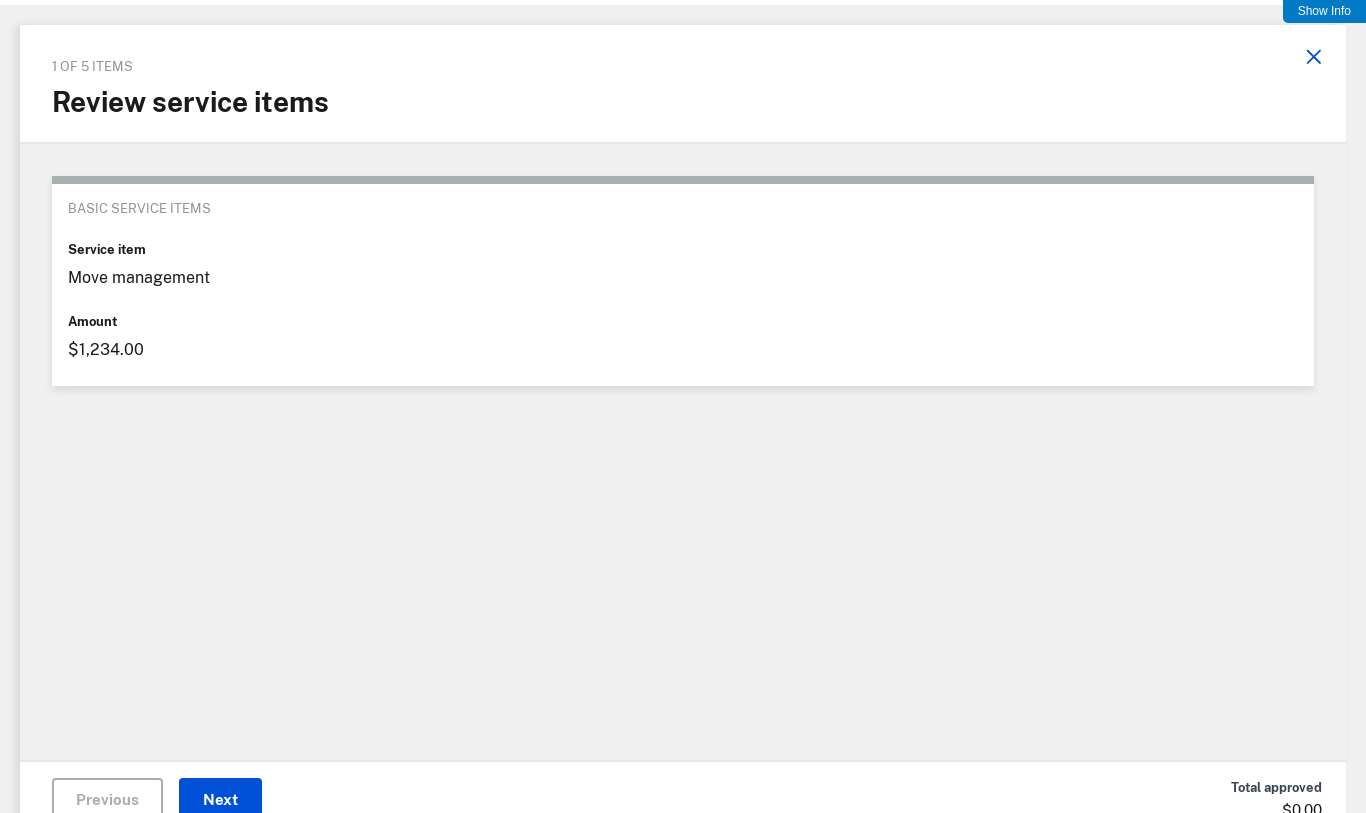 Show Info
1 OF 5 ITEMS
Review service items
BASIC SERVICE ITEMS
Service item
Move management
Amount
$1,234.00
Previous
Next
Total approved
$0.00